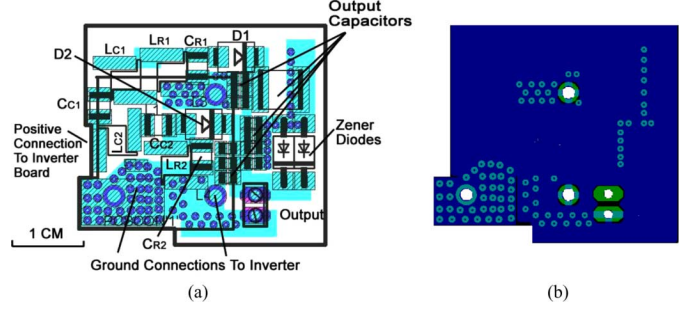 (a)
Output
Capacitors
D1
LR1
CR1
LC1
D2
CC1
Positive
Connection
To Inverter
Board
LC2
CC2
Zener
Diodes
LR2
Output
1 CM
CR2
Ground Connections To Inverter
(a)
(b)